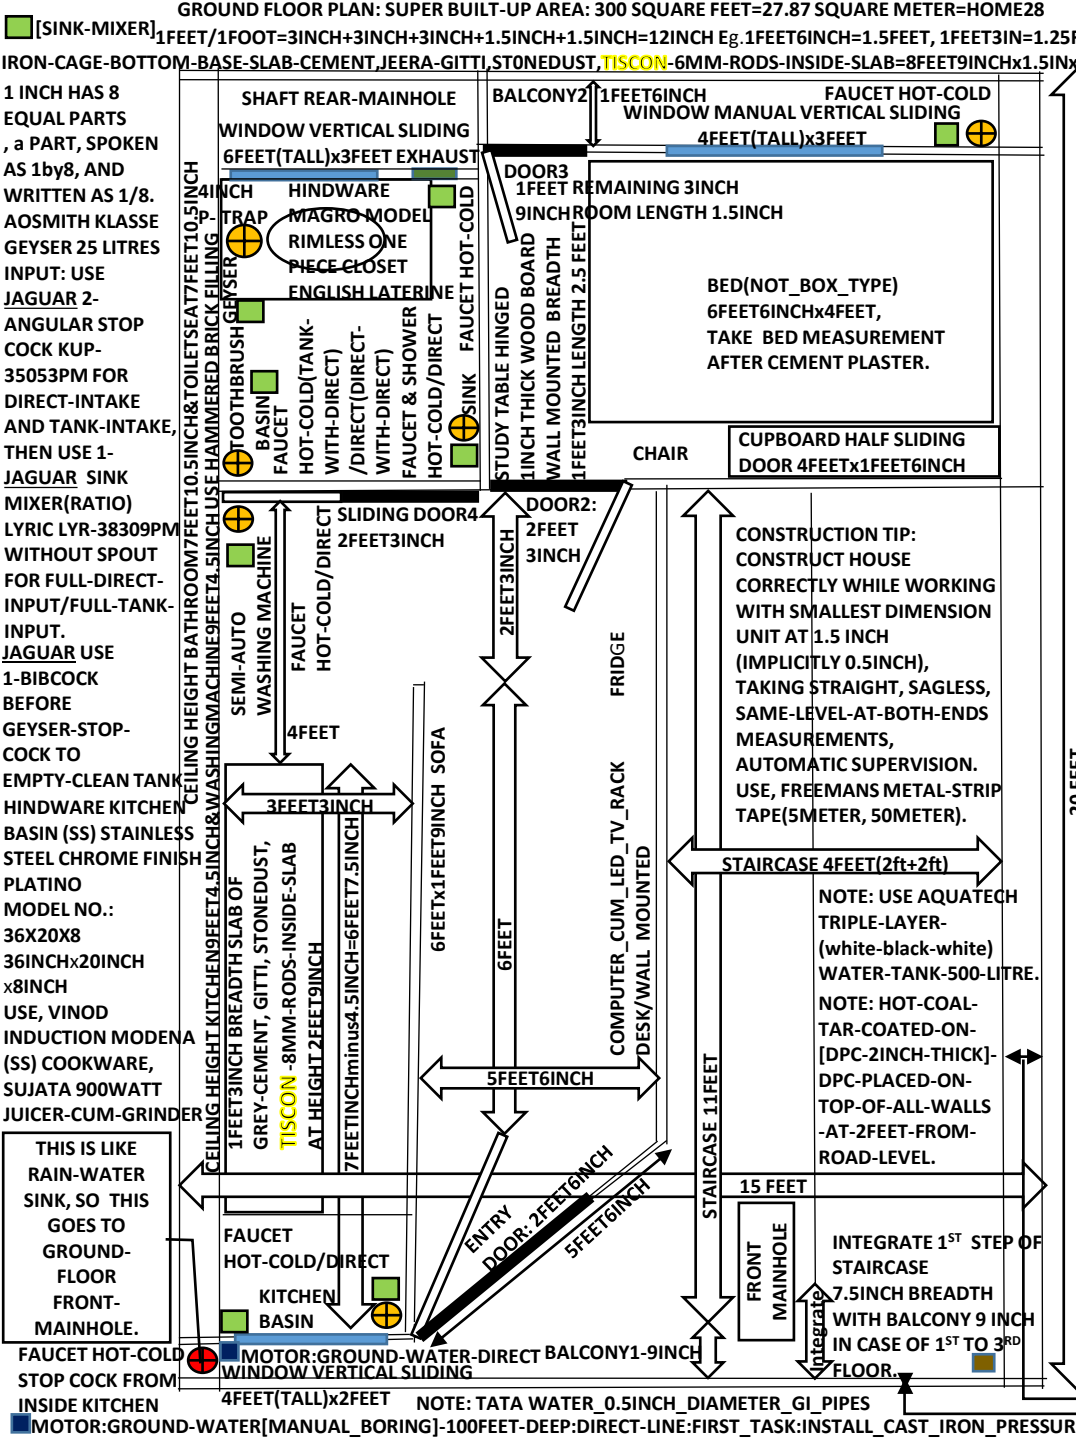 GROUND FLOOR PLAN: SUPER BUILT-UP AREA: 300 SQUARE FEET=27.87 SQUARE METER=HOME28
[SINK-MIXER]
1FEET/1FOOT=3INCH+3INCH+3INCH+1.5INCH+1.5INCH=12INCH Eg.1FEET6INCH=1.5FEET, 1FEET3IN=1.25F
IRON-CAGE-BOTTOM-BASE-SLAB-CEMENT,JEERA-GITTI,ST0NEDUST,TISCON-6MM-RODS-INSIDE-SLAB=8FEET9INCHx1.5INx
1 INCH HAS 8
EQUAL PARTS
, a PART, SPOKEN
AS 1by8, AND
WRITTEN AS 1/8.
AOSMITH KLASSE
GEYSER 25 LITRES
INPUT: USE
JAGUAR 2-
ANGULAR STOP
COCK KUP-
35053PM FOR
DIRECT-INTAKE
AND TANK-INTAKE,
THEN USE 1-
JAGUAR SINK
MIXER(RATIO)
LYRIC LYR-38309PM
WITHOUT SPOUT
FOR FULL-DIRECT-
INPUT/FULL-TANK-
INPUT.
JAGUAR USE
1-BIBCOCK
BEFORE
GEYSER-STOP-
COCK TO
EMPTY-CLEAN TANK
HINDWARE KITCHEN
BASIN (SS) STAINLESS
STEEL CHROME FINISH
PLATINO
MODEL NO.:
36X20X8
36INCHx20INCH
x8INCH
USE, VINOD
INDUCTION MODENA
(SS) COOKWARE,
SUJATA 900WATT
JUICER-CUM-GRINDER
THIS IS LIKE
RAIN-WATER
SINK, SO THIS
GOES TO
GROUND-
FLOOR
FRONT-
MAINHOLE.
FAUCET HOT-COLD
STOP COCK FROM
INSIDE KITCHEN
CEILING HEIGHT BATHROOM7FEET10.5INCH&TOILETSEAT7FEET10.5INCH
CEILING HEIGHT KITCHEN9FEET4.5INCH&WASHINGMACHINE9FEET4.5INCH USE HAMMERED BRICK FILLING
SHAFT REAR-MAINHOLE
WINDOW VERTICAL SLIDING
6FEET(TALL)x3FEET EXHAUST
4INCH
P- TRAP
HINDWARE
MAGRO MODEL
RIMLESS ONE
PIECE CLOSET
ENGLISH LATERINE
GEYSER
TOOTHBRUSH
BASIN
FAUCET
HOT-COLD(TANK-
WITH-DIRECT)
/DIRECT(DIRECT-
WITH-DIRECT)
FAUCET & SHOWER
HOT-COLD/DIRECT
SINK FAUCET HOT-COLD
BALCONY2 1FEET6INCH
FAUCET HOT-COLD
WINDOW MANUAL VERTICAL SLIDING
4FEET(TALL)x3FEET
DOOR3
1FEET
9INCH
REMAINING 3INCH
ROOM LENGTH 1.5INCH
STUDY TABLE HINGED
1INCH THICK WOOD BOARD
WALL MOUNTED BREADTH
1FEET3INCH LENGTH 2.5 FEET
BED(NOT_BOX_TYPE)
6FEET6INCHx4FEET,
TAKE BED MEASUREMENT
AFTER CEMENT PLASTER.
CHAIR
CUPBOARD HALF SLIDING
DOOR 4FEETx1FEET6INCH
SLIDING DOOR4
2FEET3INCH
DOOR2:
2FEET
3INCH
2FEET3INCH
SEMI-AUTO
WASHING MACHINE
FAUCET
HOT-COLD/DIRECT
4FEET
FRIDGE
CONSTRUCTION TIP:
CONSTRUCT HOUSE
CORRECTLY WHILE WORKING
WITH SMALLEST DIMENSION
UNIT AT 1.5 INCH
(IMPLICITLY 0.5INCH),
TAKING STRAIGHT, SAGLESS,
SAME-LEVEL-AT-BOTH-ENDS
MEASUREMENTS,
AUTOMATIC SUPERVISION.
USE, FREEMANS METAL-STRIP
TAPE(5METER, 50METER).
20 FEET
3FEET3INCH
6FEETx1FEET9INCH SOFA
6FEET
COMPUTER_CUM_LED_TV_RACK
DESK/WALL MOUNTED
1FEET3INCH BREADTH SLAB OF
GREY-CEMENT, GITTI, STONEDUST,
TISCON -8MM-RODS-INSIDE-SLAB
AT HEIGHT 2FEET9INCH
7FEETINCHminus4.5INCH=6FEET7.5INCH
STAIRCASE 4FEET(2ft+2ft)
NOTE: USE AQUATECH
TRIPLE-LAYER-
(white-black-white)
WATER-TANK-500-LITRE.
NOTE: HOT-COAL-
TAR-COATED-ON-
[DPC-2INCH-THICK]-
DPC-PLACED-ON-
TOP-OF-ALL-WALLS
-AT-2FEET-FROM-
ROAD-LEVEL.
5FEET6INCH
STAIRCASE 11FEET
15 FEET
FAUCET
HOT-COLD/DIRECT
KITCHEN
BASIN
ENTRY
DOOR: 2FEET6INCH
5FEET6INCH
FRONT
MAINHOLE
Integrate
INTEGRATE 1ST STEP OF
STAIRCASE
7.5INCH BREADTH
WITH BALCONY 9 INCH
IN CASE OF 1ST TO 3RD
FLOOR.
MOTOR:GROUND-WATER-DIRECT
BALCONY1-9INCH
WINDOW VERTICAL SLIDING
4FEET(TALL)x2FEET
NOTE: TATA WATER_0.5INCH_DIAMETER_GI_PIPES
MOTOR:GROUND-WATER[MANUAL_BORING]-100FEET-DEEP:DIRECT-LINE:FIRST_TASK:INSTALL_CAST_IRON_PRESSUR